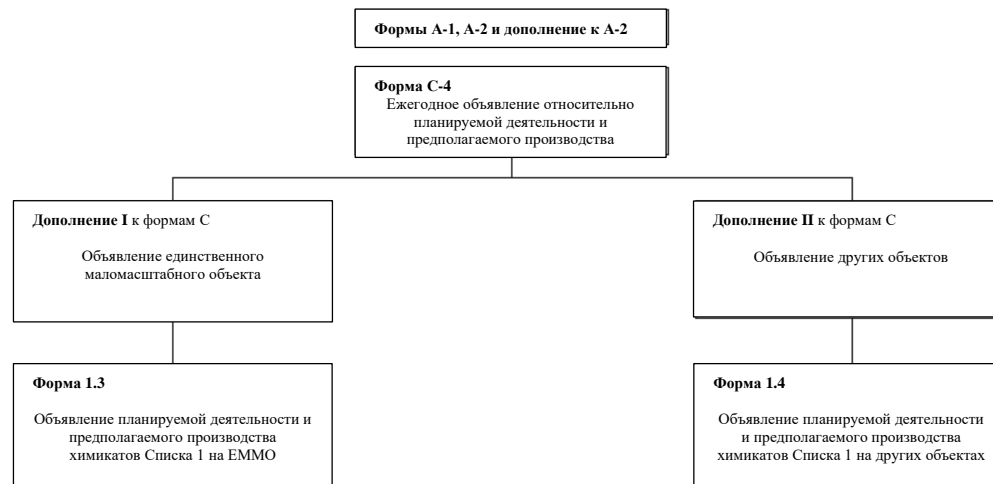 Формы А-1, А-2 и дополнение к А-2
Форма С-4
Ежегодное объявление относительно
планируемой деятельности и
предполагаемого производства
Дополнение I к формам С
Объявление единственного
маломасштабного объекта
Дополнение II к формам С
Объявление других объектов
Форма 1.3
Объявление планируемой деятельности и
предполагаемого производства
химикатов Списка 1 на ЕММО
Форма 1.4
Объявление планируемой деятельности
и предполагаемого производства
химикатов Списка 1 на других объектах